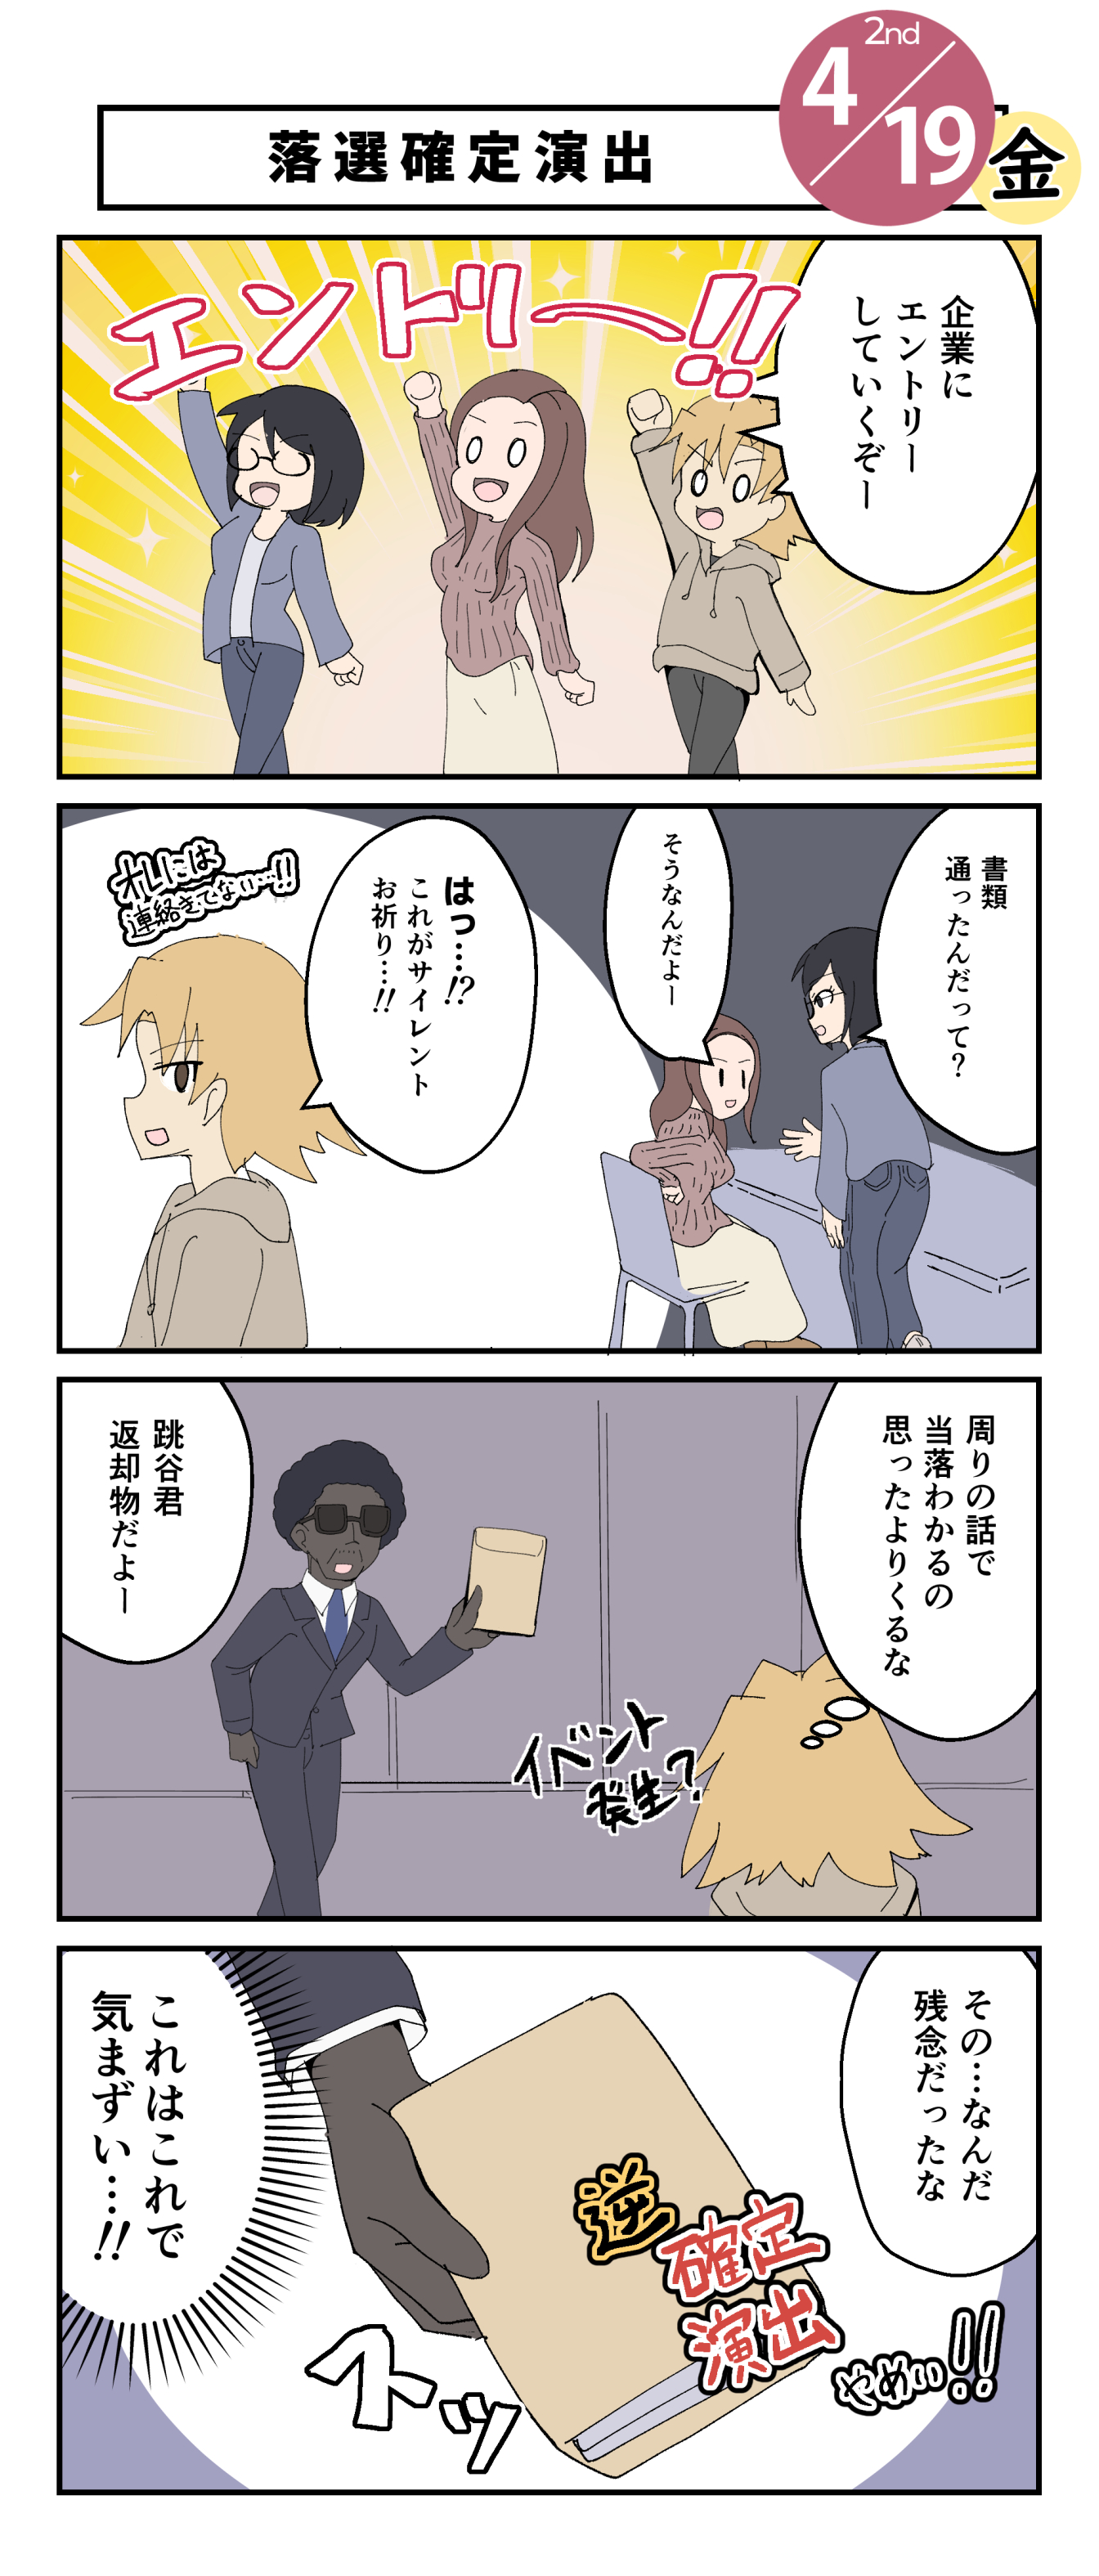 2nd
4/19
金
落選確定演出
企業に
エントリー
していくぞー
エントリー!!
書類
通ったんだって?
そうなんだよー
はっ…!?
これがサイレント
お祈り…!!
オレには
連絡きてない…!!
周りの話で
当落わかるの
思ったよりくるな
イベント
発生?
跳谷君
返却物だよー
その…なんだ
残念だったな
逆
確定
演出
やめい!!
スッ
これはこれで
気まずい…!!